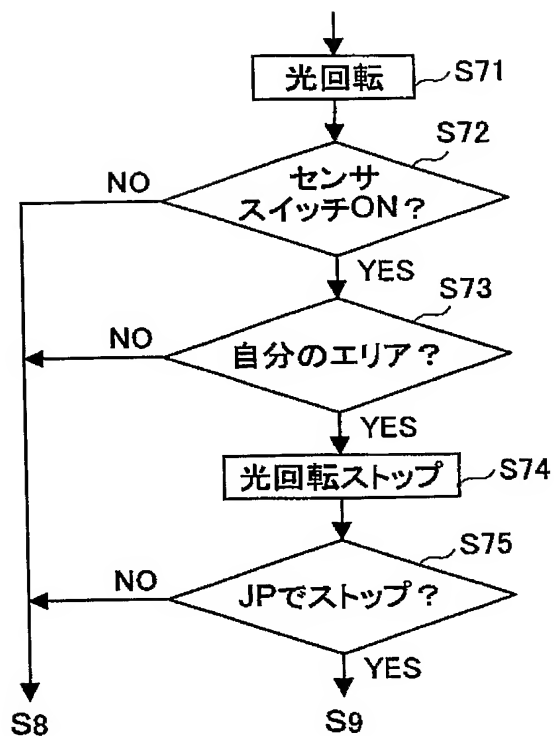 光回転
S71
S72
センサ
スイッチON？
NO
YES
S73
自分のエリア？
NO
YES
光回転ストップ
S74
S75
JPでストップ？
NO
YES
S8
S9